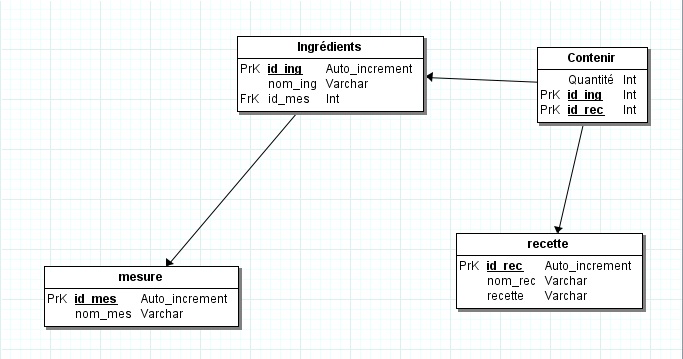 Ingrédients
PrK id_ing Auto_increment
nom_ing Varchar
FrK id_mes Int
Contenir
Quantité Int
PrK id_ing Int
PrK id_rec Int
recette
PrK id_rec Auto_increment
nom_rec Varchar
recette Varchar
mesure
PrK id_mes Auto_increment
nom_mes Varchar